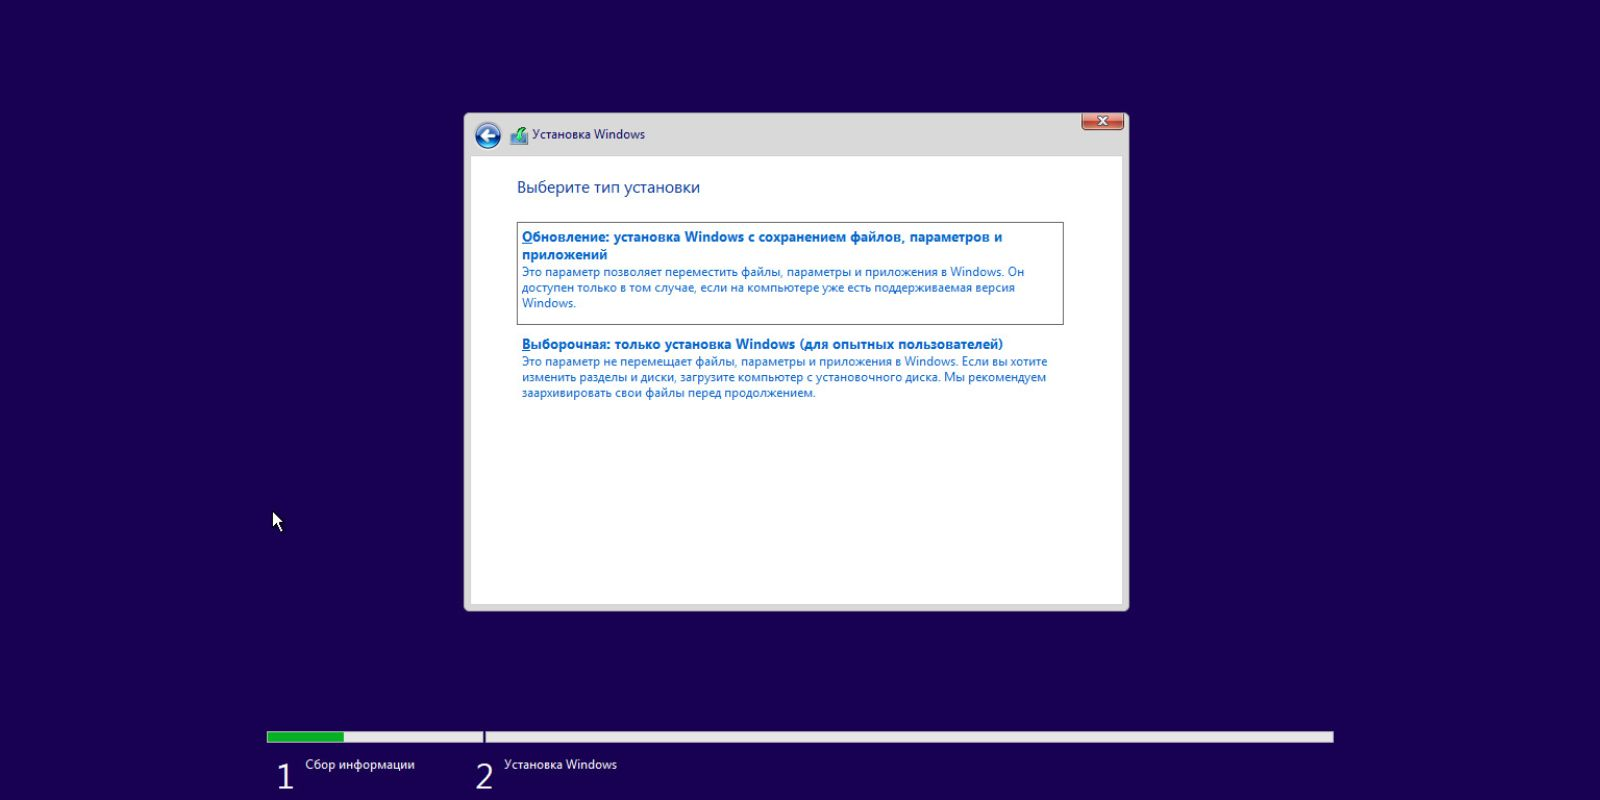 Установка Windows
Выберите тип установки
Обновление: установка Windows с сохранением файлов, параметров и
приложений
Это параметр позволяет переместить файлы, параметры и приложения в Windows. Он
доступен только в том случае, если на компьютере уже есть поддерживаемая версия
Windows.
Выборочная: только установка Windows (для опытных пользователей)
Это параметр не перемещает файлы, параметры и приложения в Windows. Если вы хотите
изменить разделы и диски, загрузите компьютер с установочного диска. Мы рекомендуем
заархивировать свои файлы перед продолжением.
1 Сбор информации
2 Установка Windows